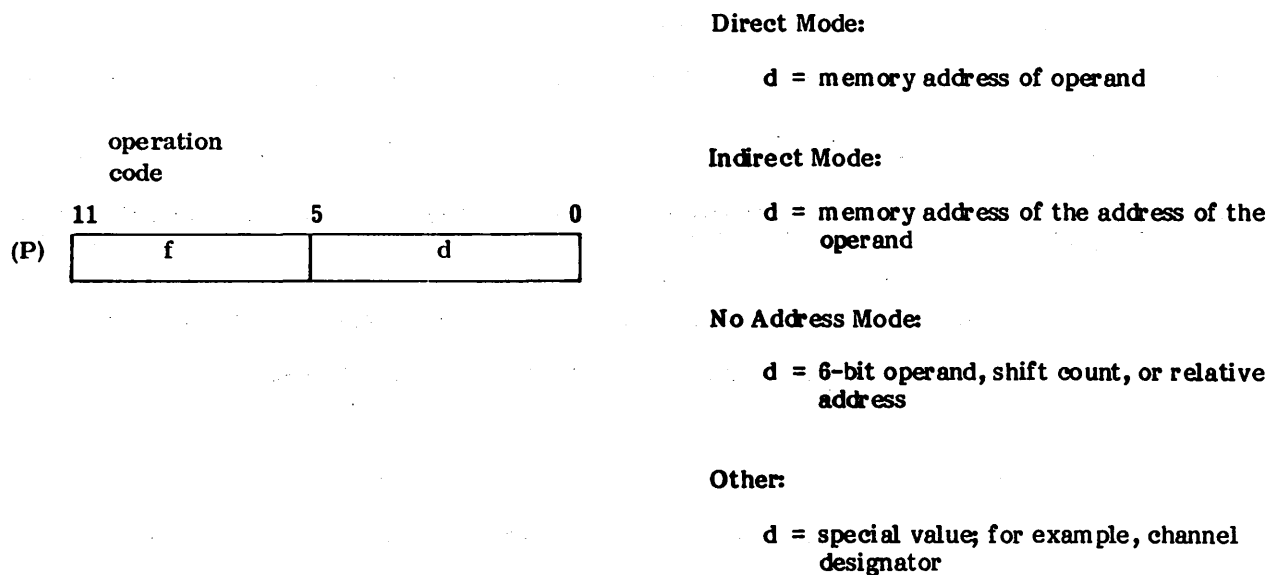 operation
code
11 5 0
(P) f d
Direct Mode:
d = memory address of operand
Indirect Mode:
d = memory address of the address of the
operand
No Address Mode:
d = 6-bit operand, shift count, or relative
address
Other:
d = special value; for example, channel
designator